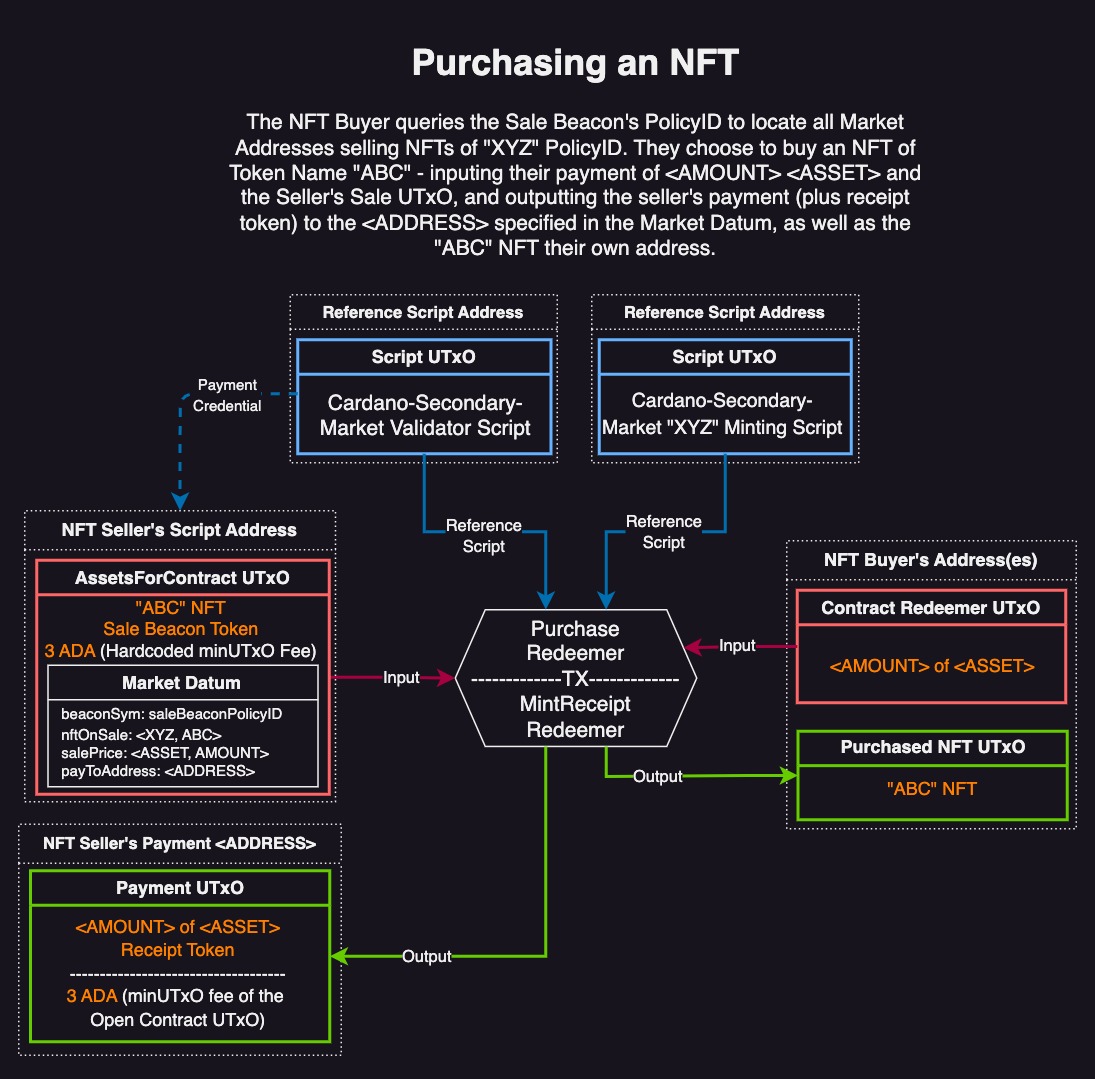 Purchasing an NFT
The NFT Buyer queries the Sale Beacon's PolicyID to locate all Market
Addresses selling NFTs of "XYZ" PolicyID. They choose to buy an NFT of
Token Name "ABC" - inputing their payment of <AMOUNT> <ASSET> and
the Seller's Sale UTxO, and outputting the seller's payment (plus receipt
token) to the <ADDRESS> specified in the Market Datum, as well as the
"ABC" NFT their own address.
Reference Script Address
Script UTxO
Cardano-Secondary-
Market Validator Script
Reference Script Address
Script UTxO
Cardano-Secondary-
Market "XYZ" Minting Script
Payment
Credential
Reference
Script
Reference
Script
NFT Seller's Script Address
AssetsForContract UTxO
"ABC" NFT
Sale Beacon Token
3 ADA (Hardcoded minUTxO Fee)
Market Datum
beaconSym: saleBeaconPolicyID
nftOnSale: <XYZ, ABC>
salePrice: <ASSET, AMOUNT>
payToAddress: <ADDRESS>
Input
Purchase
Redeemer
-------------TX-------------
MintReceipt
Redeemer
Input
NFT Buyer's Address(es)
Contract Redeemer UTxO
<AMOUNT> of <ASSET>
Purchased NFT UTxO
"ABC" NFT
Output
NFT Seller's Payment <ADDRESS>
Payment UTxO
<AMOUNT> of <ASSET>
Receipt Token
------------------------------------
3 ADA (minUTxO fee of the
Open Contract UTxO)
Output